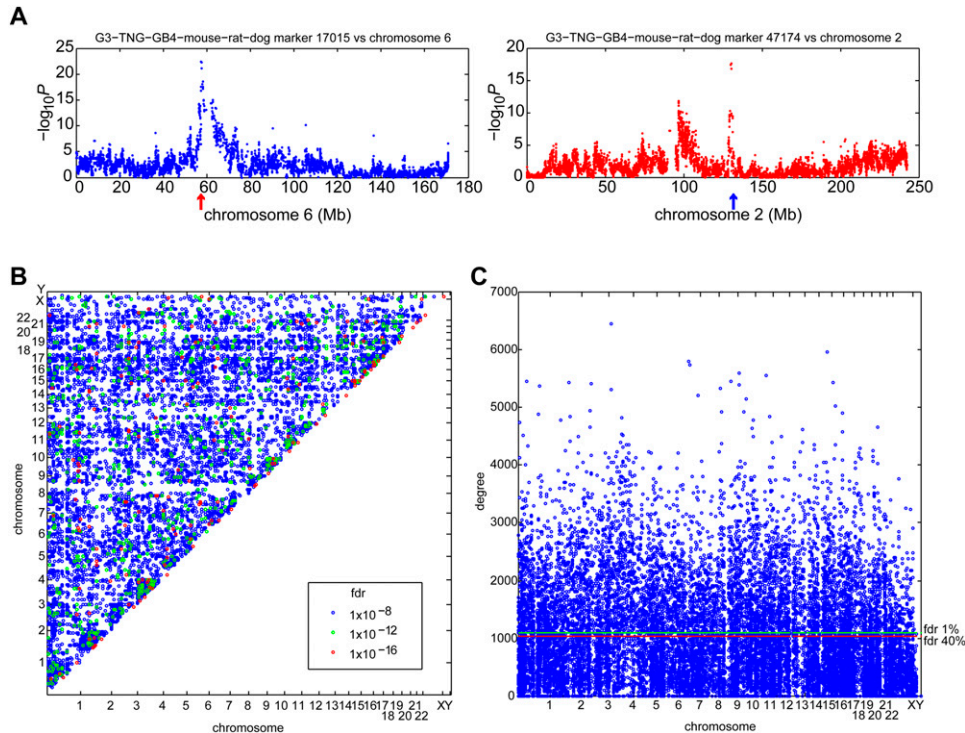 A
G3−TNG−GB4−mouse−rat−dog marker 17015 vs chromosome 6
25
20
15
10
5
0
−log10P
0 20 40 60 80 100 120 140 160 180
chromosome 6 (Mb)
G3−TNG−GB4−mouse−rat−dog marker 47174 vs chromosome 2
20
15
10
5
0
−log10P
0 50 100 150 200 250
chromosome 2 (Mb)
B
Y
X
22
21
20
19
18
17
16
15
14
13
12
11
10
9
8
7
6
5
4
3
2
1
chromosome
fdr
1x10 −8
1x10 −12
1x10 −16
1 2 3 4 5 6 7 8 9 10 11 12 13 14 15 16 17 19 21 XY
18 20 22
chromosome
C
7000
6000
5000
4000
3000
2000
1000
0
degree
fdr 1%
fdr 40%
1 2 3 4 5 6 7 8 9 10 11 12 13 14 15 16 17 19 21 XY
18 20 22
chromosome